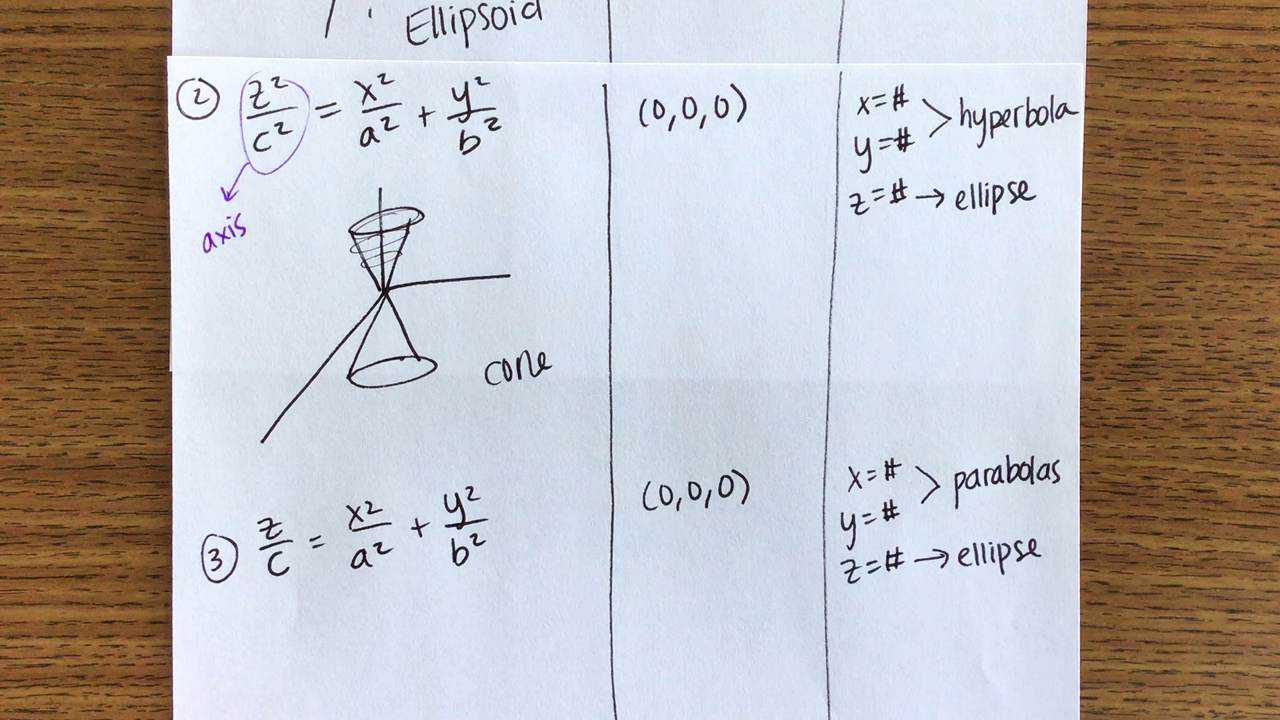 Ellipsoid
② z²/c² = x²/a² + y²/b²
axis
cone
(0,0,0)
x=#
y=# > hyperbola
z=# → ellipse
③ z/c = x²/a² + y²/b²
(0,0,0)
x=#
y=# > parabolas
z=# → ellipse